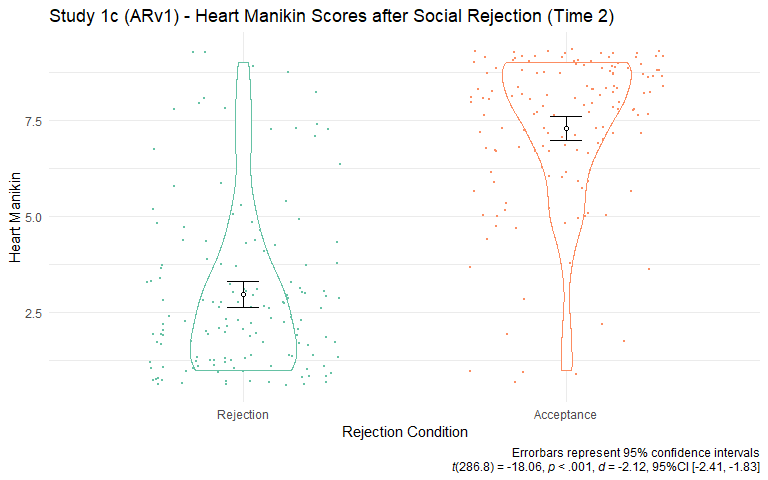 Study 1c (ARv1) - Heart Manikin Scores after Social Rejection (Time 2)
Heart Manikin
7.5
5.0
2.5
Rejection
Acceptance
Rejection Condition
Errorbars represent 95% confidence intervals
t(286.8) = -18.06, p < .001, d = -2.12, 95%CI [-2.41, -1.83]